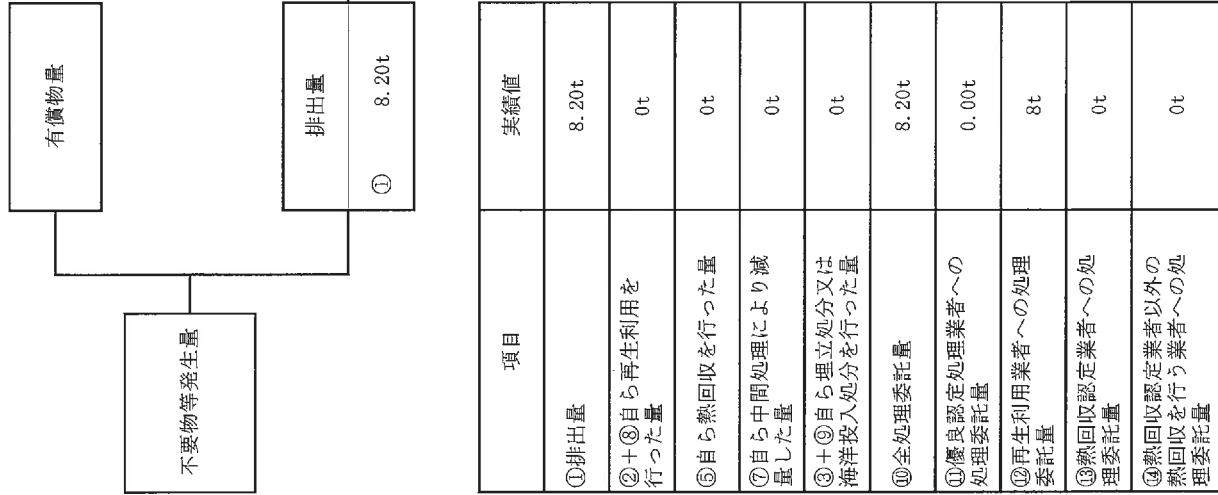 有償物量
不要物等発生量
排出量
① 8.20t
項目 実績値
①排出量 8.20t
②+⑧自ら再生利用を
行った量 0t
⑤自ら熱回収を行った量 0t
⑦自ら中間処理により減
量した量 0t
③+⑨自ら埋立処分又は
海洋投入処分を行った量 0t
⑩全処理委託量 8.20t
⑪優良認定処理業者への
処理委託量 0.00t
⑫再生利用業者への処理
委託量 8t
⑬熱回収認定業者への処
理委託量 0t
⑭熱回収認定業者以外の
熱回収を行う業者への処
理委託量 0t